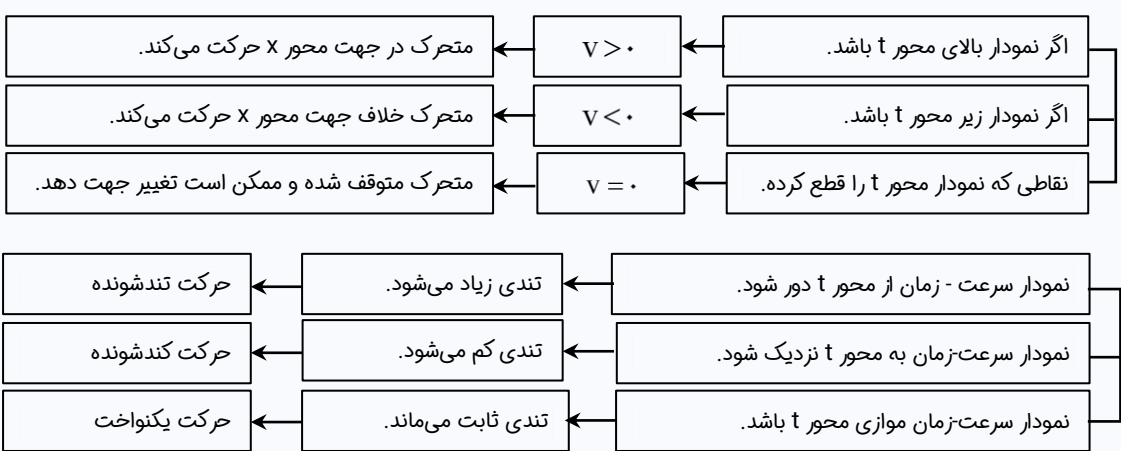 اگر نمودار بالای محور t باشد. v > ۰ متحرک در جهت محور x حرکت می‌کند.
اگر نمودار زیر محور t باشد. v < ۰ متحرک خلاف جهت محور x حرکت می‌کند.
نقاطی که نمودار محور t را قطع کرده. v = ۰ متحرک متوقف شده و ممکن است تغییر جهت دهد.
نمودار سرعت - زمان از محور t دور شود. تندی زیاد می‌شود. حرکت تندشونده
نمودار سرعت-زمان به محور t نزدیک شود. تندی کم می‌شود. حرکت کندشونده
نمودار سرعت-زمان موازی محور t باشد. تندی ثابت می‌ماند. حرکت یکنواخت